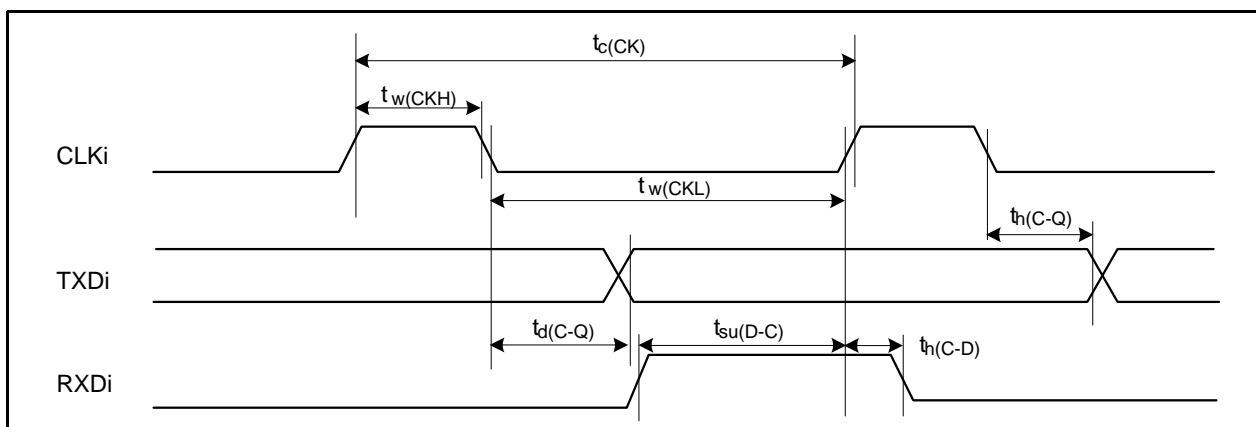 tc(CK)
tw(CKH)
CLKi
tw(CKL)
th(C-Q)
TXDi
td(C-Q)
tsu(D-C)
th(C-D)
RXDi